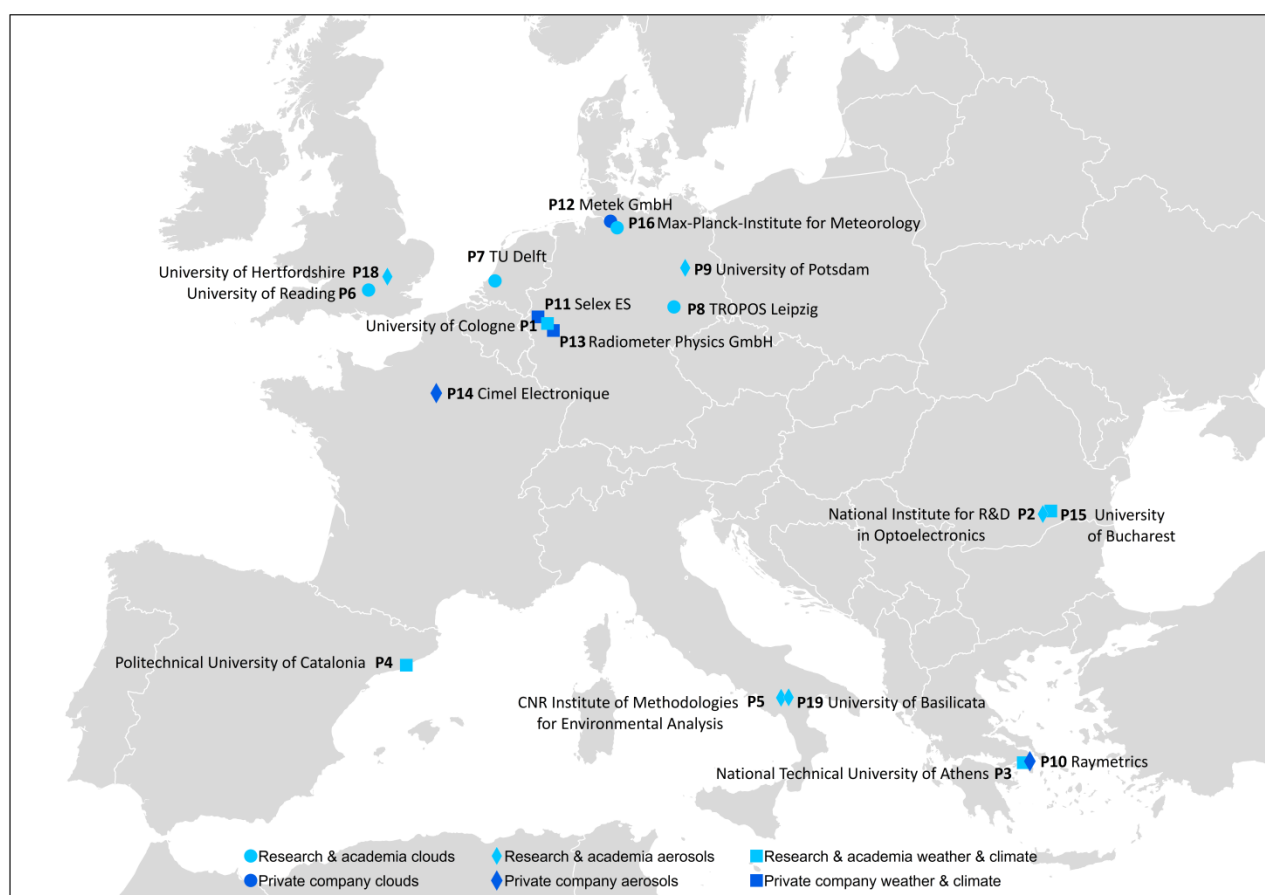 P12 Metek GmbH
P16 Max-Planck-Institute for Meteorology
P7 TU Delft
University of Hertfordshire P18
P9 University of Potsdam
University of Reading P6
P11 Selex ES
P8 TROPOS Leipzig
University of Cologne P1
P13 Radiometer Physics GmbH
P14 Cimel Electronique
National Institute for R&D P2
in Optoelectronics
P15 University
of Bucharest
Politechnical University of Catalonia P4
CNR Institute of Methodologies P5
for Environmental Analysis
P19 University of Basilicata
P10 Raymetrics
National Technical University of Athens P3
Research & academia clouds
Research & academia aerosols
Research & academia weather & climate
Private company clouds
Private company aerosols
Private company weather & climate